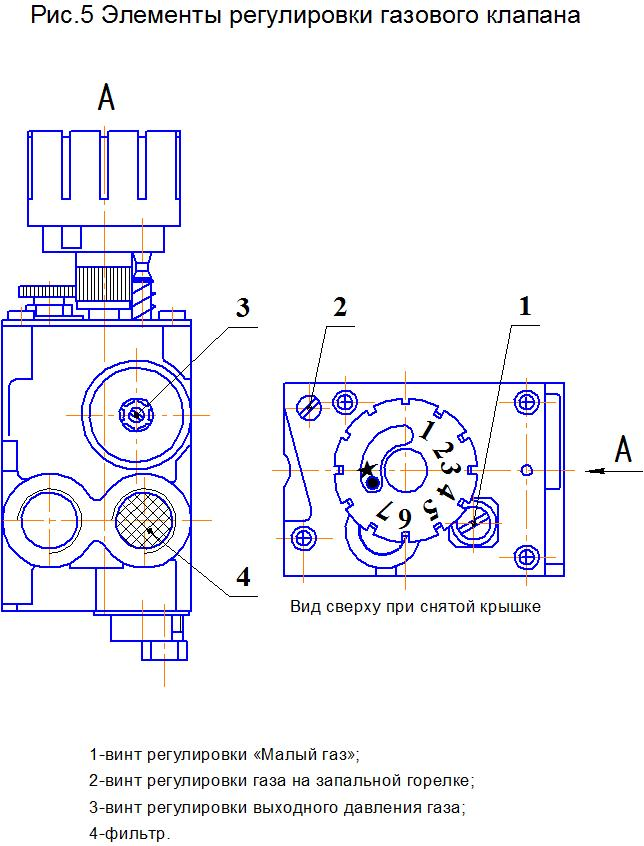 Рис.5 Элементы регулировки газового клапана
А
3
2
1
1
2
3
4
5
6
7
А
4
Вид сверху при снятой крышке
1-винт регулировки «Малый газ»;
2-винт регулировки газа на запальной горелке;
3-винт регулировки выходного давления газа;
4-фильтр.